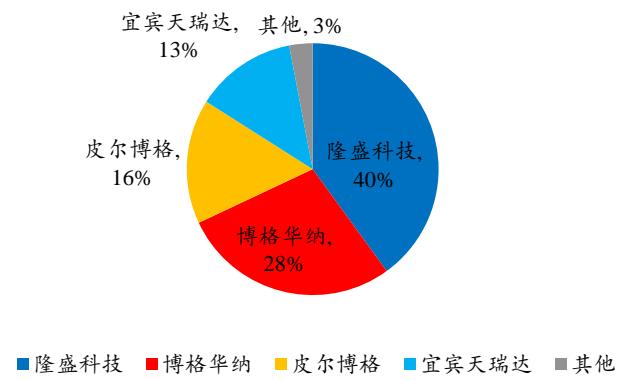 宜宾天瑞达,
13%
其他, 3%
皮尔博格,
16%
隆盛科技,
40%
博格华纳,
28%
隆盛科技 博格华纳 皮尔博格 宜宾天瑞达 其他